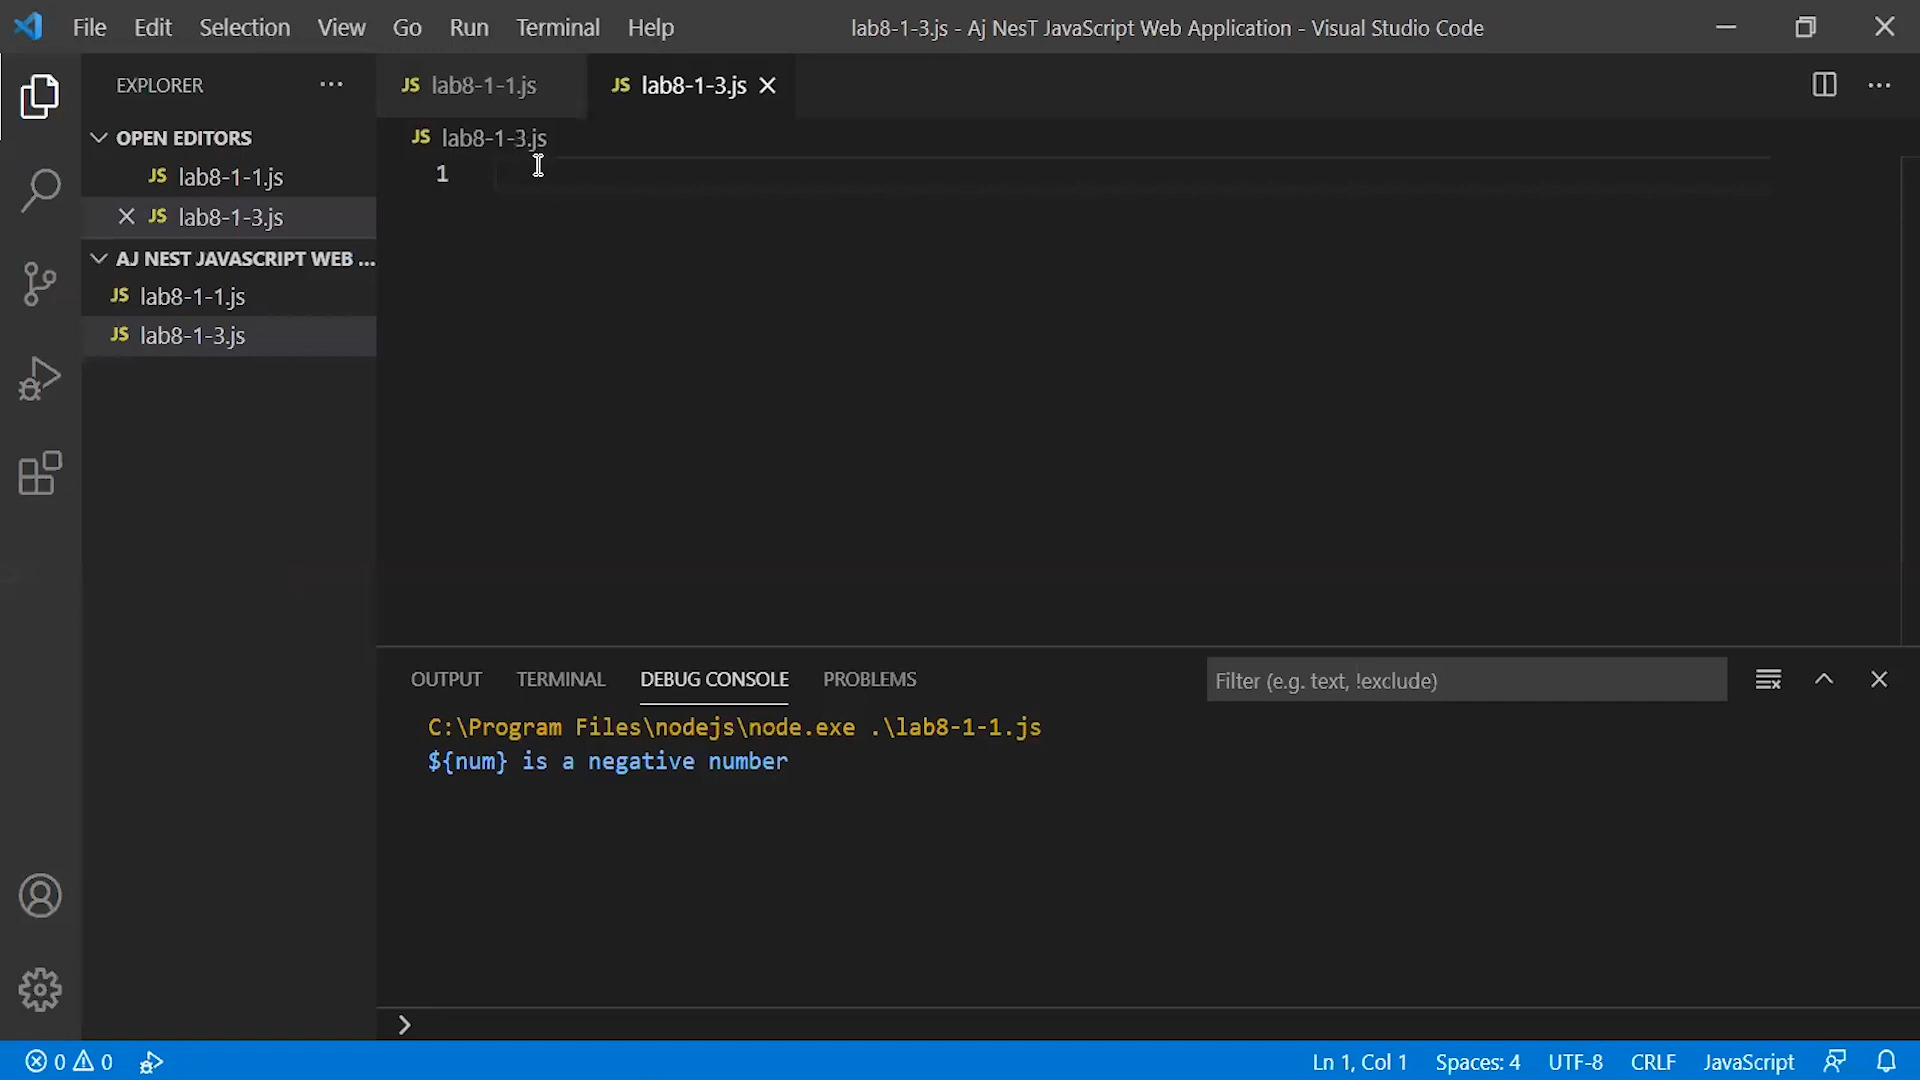 File Edit Selection View Go Run Terminal Help
lab8-1-3.js - Aj NesT JavaScript Web Application - Visual Studio Code
EXPLORER
JS lab8-1-1.js
JS lab8-1-3.js
OPEN EDITORS
JS lab8-1-1.js
JS lab8-1-3.js
AJ NEST JAVASCRIPT WEB ...
JS lab8-1-1.js
JS lab8-1-3.js
JS lab8-1-3.js
1
OUTPUT TERMINAL DEBUG CONSOLE PROBLEMS
Filter (e.g. text, !exclude)
C:\Program Files\nodejs\node.exe .\lab8-1-1.js
${num} is a negative number
0 0
Ln 1, Col 1 Spaces: 4 UTF-8 CRLF JavaScript